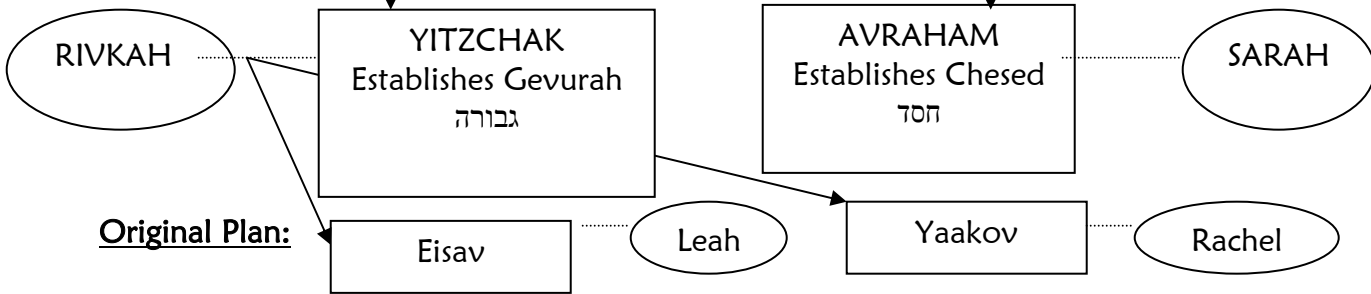 RIVKAH
YITZCHAK
Establishes Gevurah
גבורה
AVRAHAM
Establishes Chesed
חסד
SARAH
Original Plan:
Eisav
Leah
Yaakov
Rachel